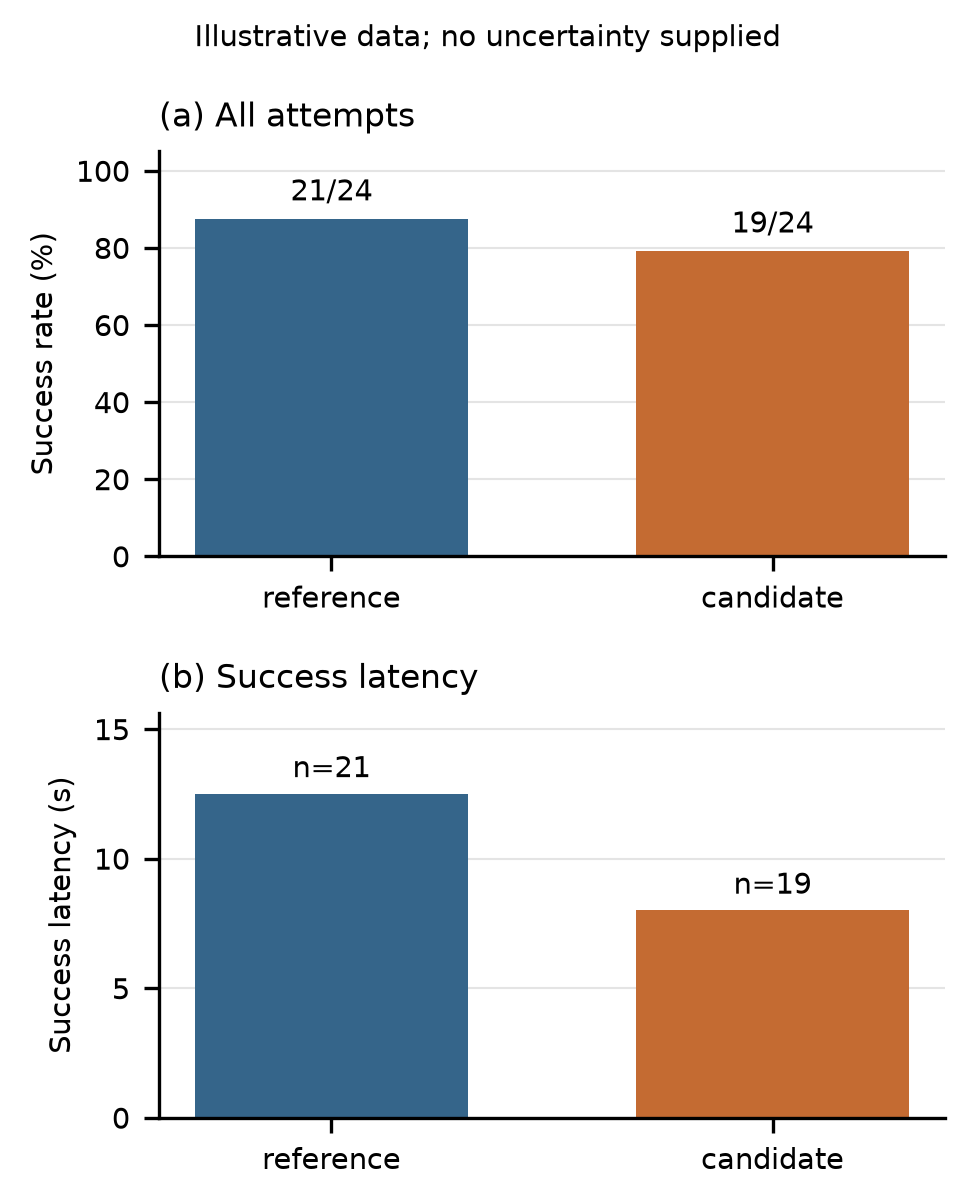 Illustrative data; no uncertainty supplied
(a) All attempts
Success rate (%)
100
80
60
40
20
0
21/24
19/24
reference
candidate
(b) Success latency
Success latency (s)
15
10
5
0
n=21
n=19
reference
candidate